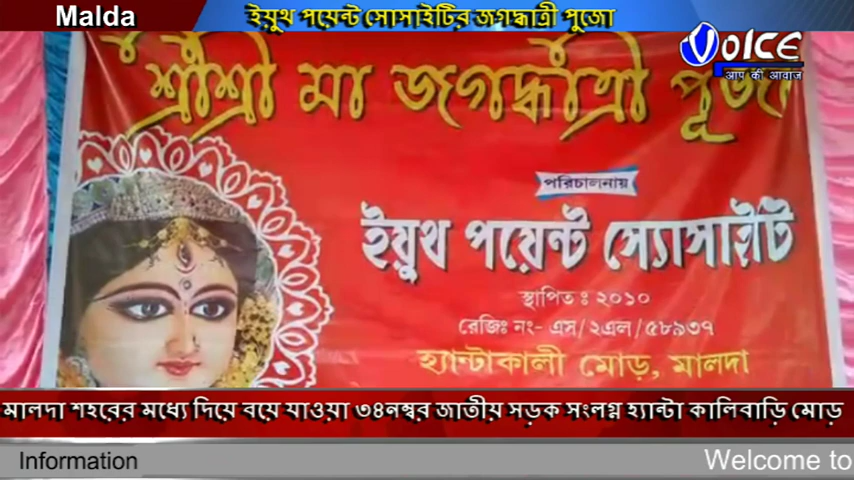 Malda
ইয়ুথ পয়েন্ট সোসাইটির জগদ্ধাত্রী পুজো
VOICE
आप की आवाज
শ্রীশ্রী মা জগদ্ধাত্রী পূজা
পরিচালনায়
ইয়ুথ পয়েন্ট স্যোসাইটি
স্থাপিত : ২০১০
রেজিঃ নং- এস/২এল/৫৮৯৩৭
হ্যান্টাকালী মোড়, মালদা
মালদা শহরের মধ্যে দিয়ে বয়ে যাওয়া ৩৪নম্বর জাতীয় সড়ক সংলগ্ন হ্যান্টা কালিবাড়ি মোড়
Information
Welcome to